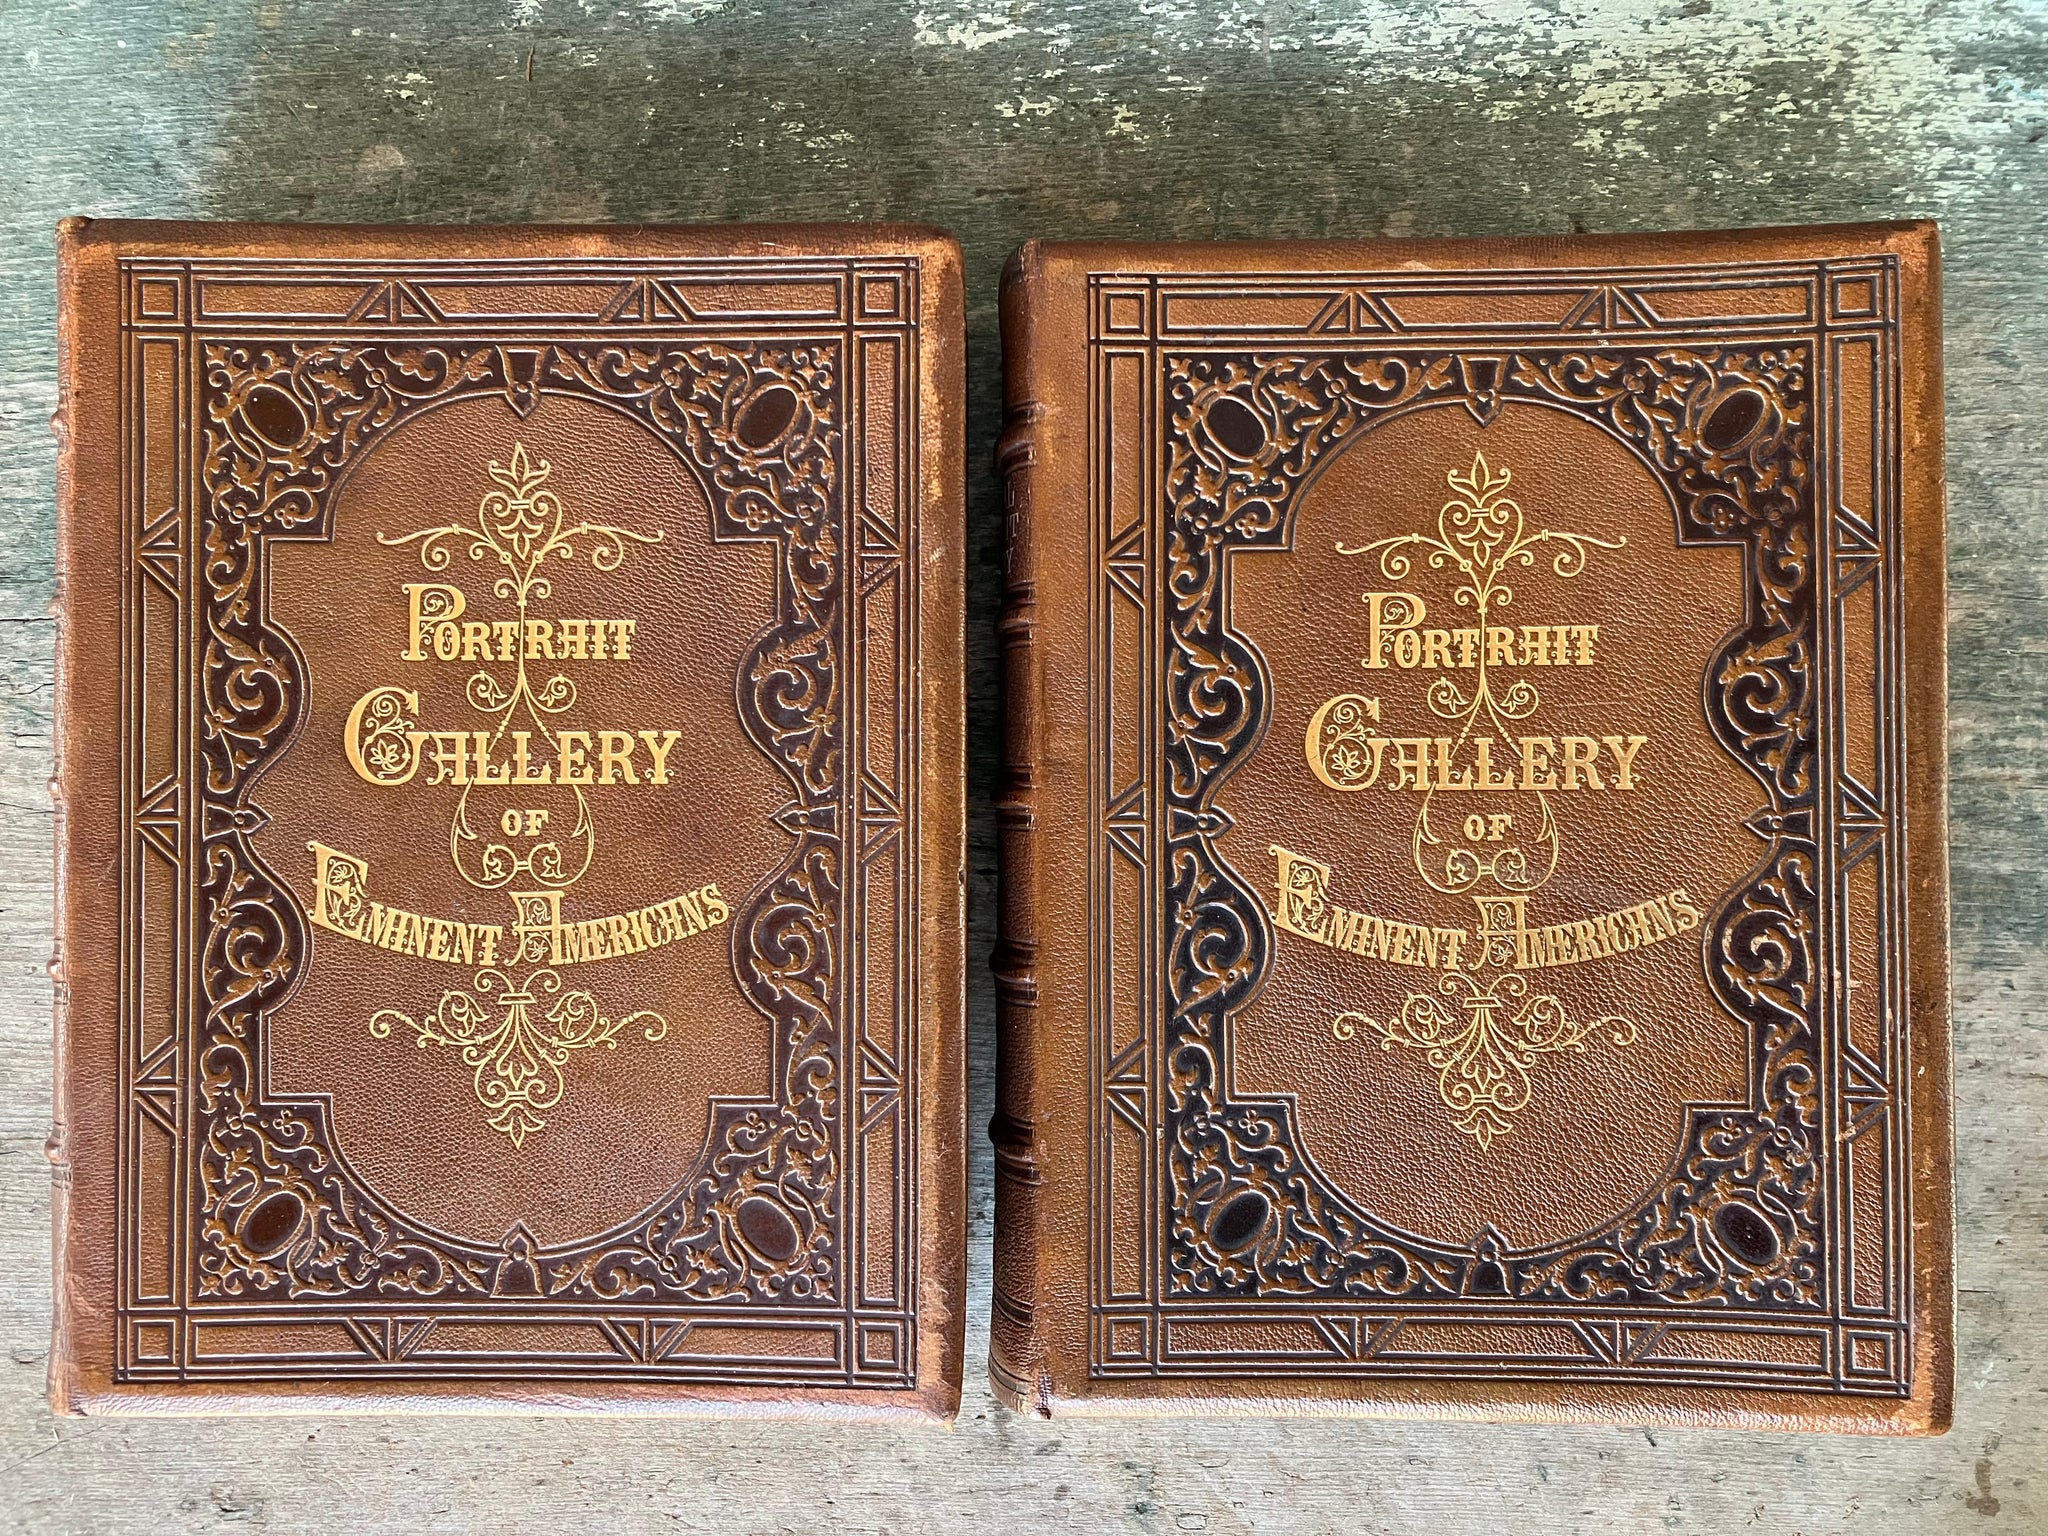 PORTRAIT
GALLERY
OF
EMINENT AMERICANS
PORTRAIT
GALLERY
OF
EMINENT AMERICANS